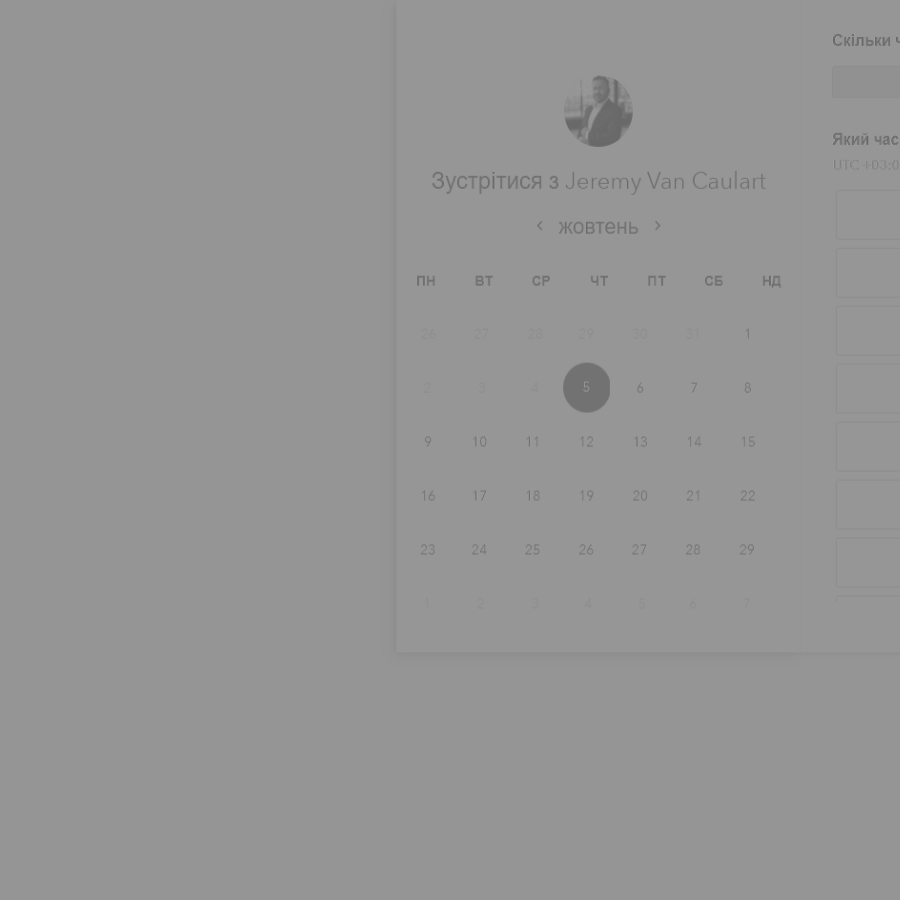 Скільки
Який час
UTC +03:0
Зустрітися з Jeremy Van Caulart
‹ жовтень ›
ПН ВТ СР ЧТ ПТ СБ НД
26 27 28 29 30 31 1
2 3 4 5 6 7 8
9 10 11 12 13 14 15
16 17 18 19 20 21 22
23 24 25 26 27 28 29
1 2 3 4 5 6 7